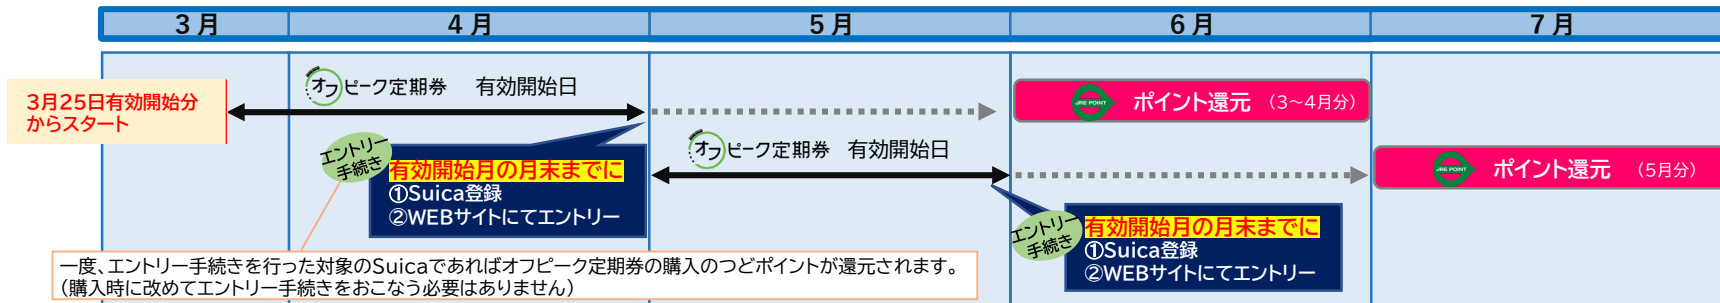 3月
4月
5月
6月
7月
3月25日有効開始分
からスタート
オフピーク定期券 有効開始日
JRE POINT ポイント還元 (3~4月分)
エントリー
手続き
有効開始月の月末までに
①Suica登録
②WEBサイトにてエントリー
オフピーク定期券 有効開始日
JRE POINT ポイント還元 (5月分)
エントリー
手続き
有効開始月の月末までに
①Suica登録
②WEBサイトにてエントリー
一度、エントリー手続きを行った対象のSuicaであればオフピーク定期券の購入のつどポイントが還元されます。
(購入時に改めてエントリー手続きをおこなう必要はありません)